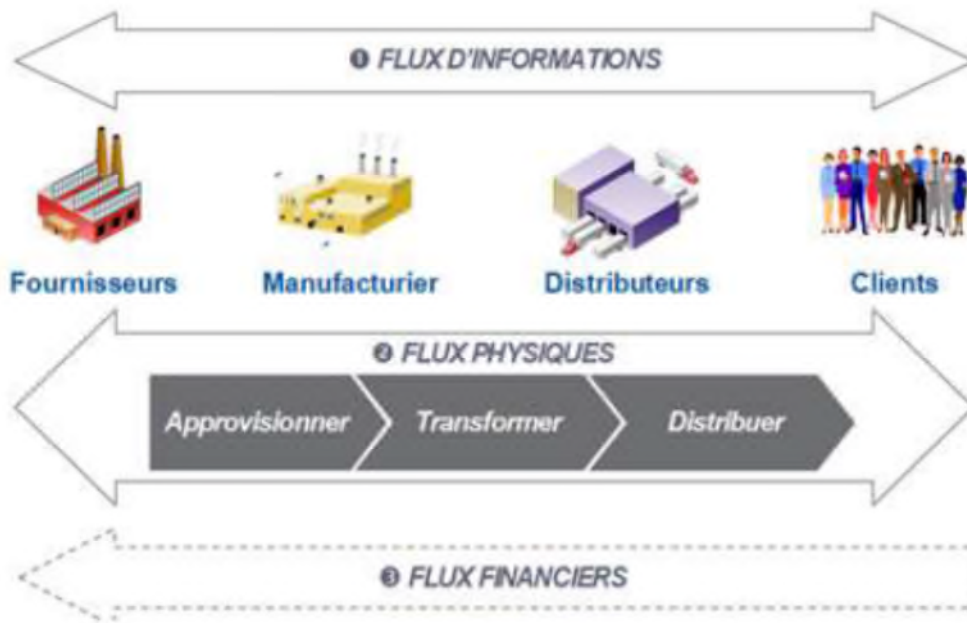 ❶ FLUX D'INFORMATIONS
Fournisseurs
Manufacturier
Distributeurs
Clients
❷ FLUX PHYSIQUES
Approvisionner
Transformer
Distribuer
❸ FLUX FINANCIERS